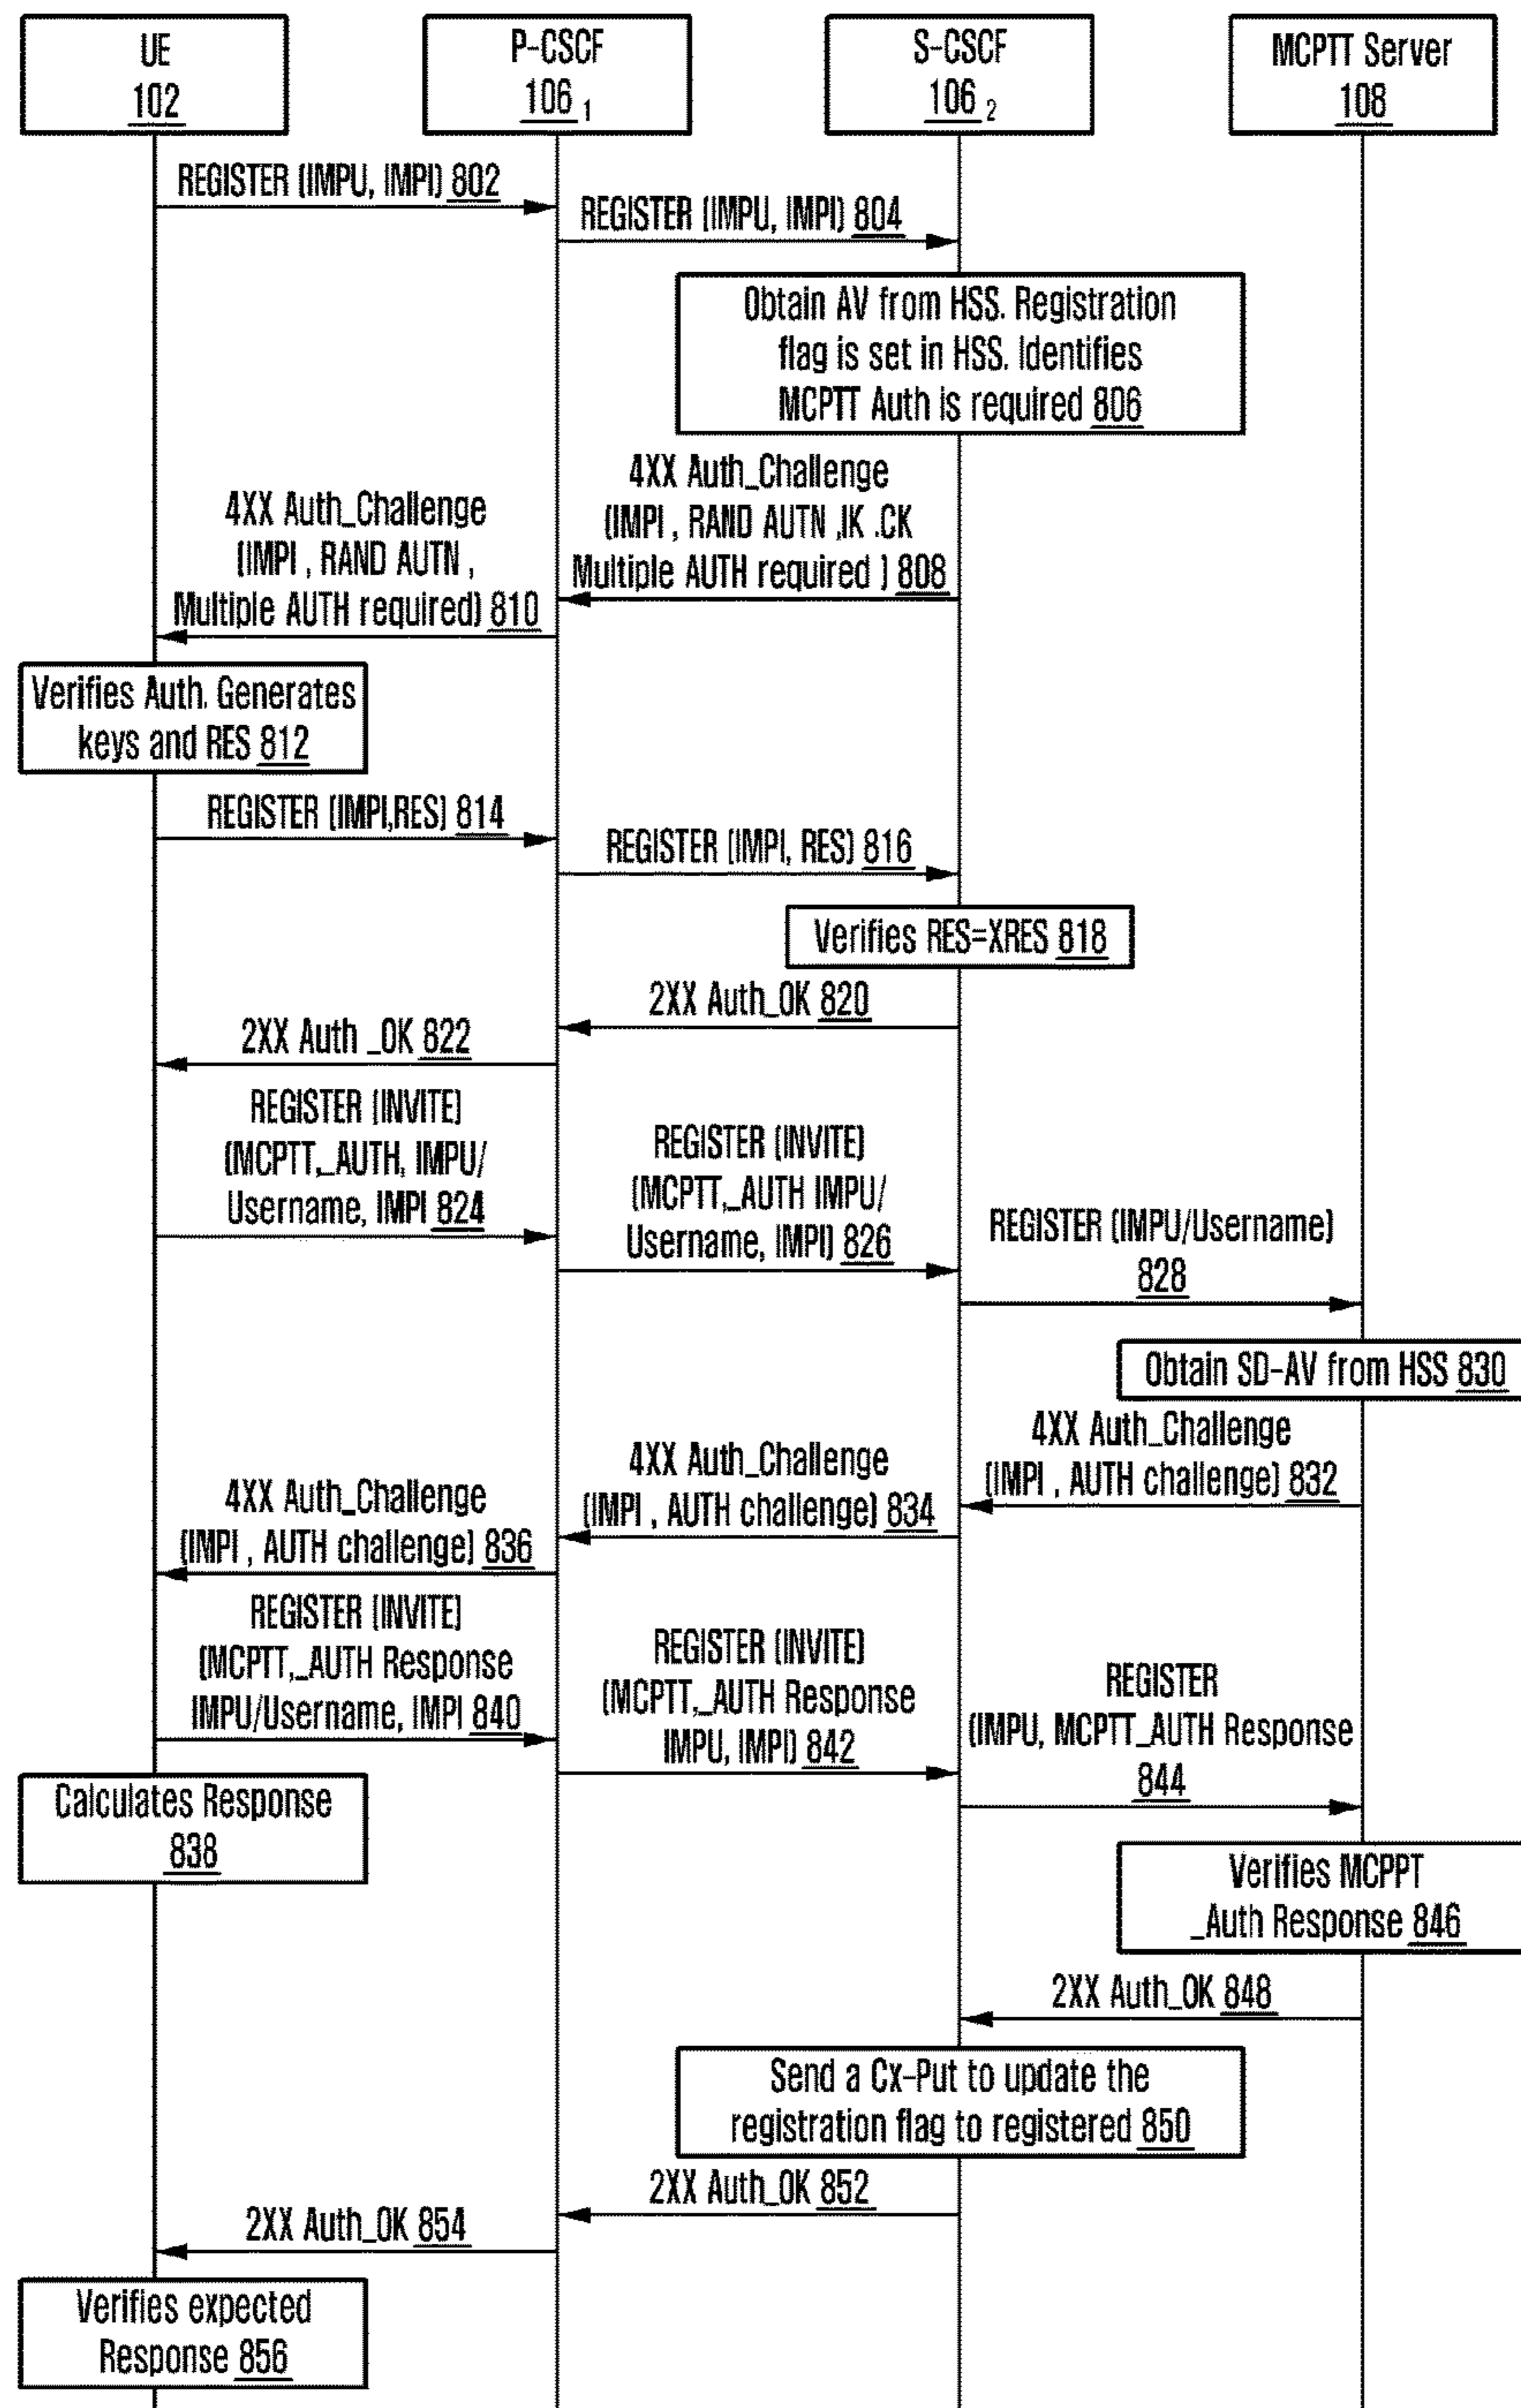 UE
102
P-CSCF
106 1
S-CSCF
106 2
MCPTT Server
108
REGISTER (IMPU, IMPI) 802
REGISTER (IMPU, IMPI) 804
Obtain AV from HSS. Registration
flag is set in HSS. Identifies
MCPTT Auth is required 806
4XX Auth_Challenge
(IMPI , RAND AUTN ,IK .CK
Multiple AUTH required ) 808
4XX Auth_Challenge
(IMPI , RAND AUTN ,
Multiple AUTH required) 810
Verifies Auth. Generates
keys and RES 812
REGISTER (IMPI,RES) 814
REGISTER (IMPI, RES) 816
Verifies RES=XRES 818
2XX Auth_OK 820
2XX Auth _OK 822
REGISTER (INVITE)
(MCPTT,_AUTH, IMPU/
Username, IMPI 824
REGISTER (INVITE)
(MCPTT,_AUTH IMPU/
Username, IMPI) 826
REGISTER (IMPU/Username)
828
Obtain SD-AV from HSS 830
4XX Auth_Challenge
(IMPI , AUTH challenge) 832
4XX Auth_Challenge
(IMPI , AUTH challenge) 834
4XX Auth_Challenge
(IMPI , AUTH challenge) 836
REGISTER (INVITE)
(MCPTT,_AUTH Response
IMPU/Username, IMPI 840
REGISTER (INVITE)
(MCPTT,_AUTH Response
IMPU, IMPI) 842
REGISTER
(IMPU, MCPTT_AUTH Response
844
Calculates Response
838
Verifies MCPPT
_Auth Response 846
2XX Auth_OK 848
Send a Cx-Put to update the
registration flag to registered 850
2XX Auth_OK 852
2XX Auth_OK 854
Verifies expected
Response 856